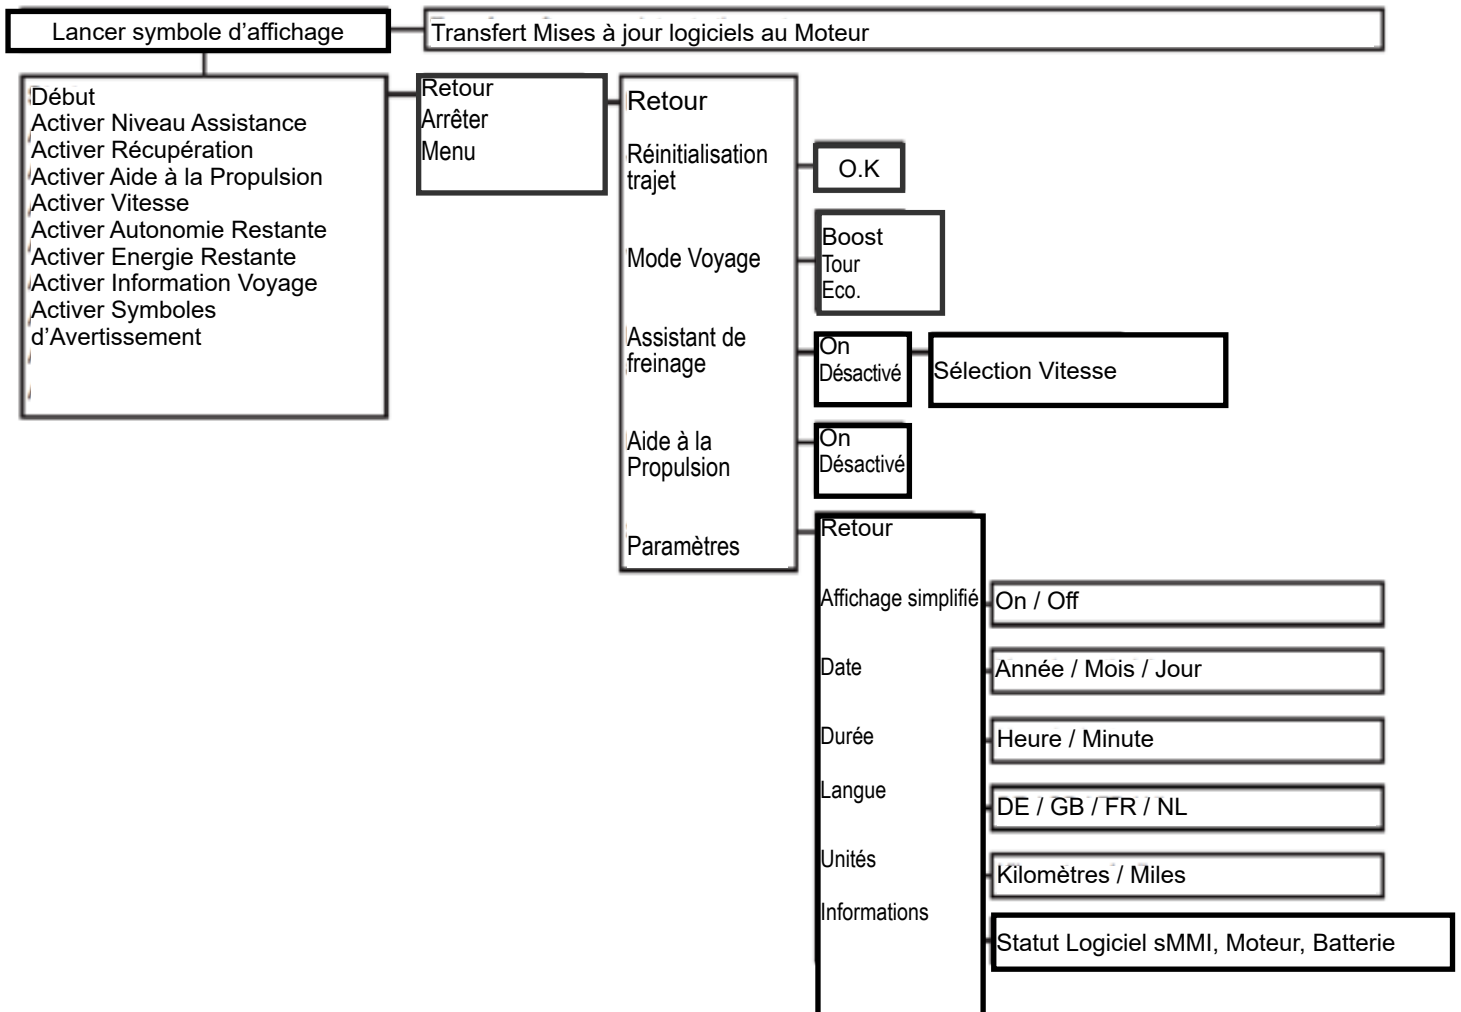 Lancer symbole d’affichage
Transfert Mises à jour logiciels au Moteur
Début
Activer Niveau Assistance
Activer Récupération
Activer Aide à la Propulsion
Activer Vitesse
Activer Autonomie Restante
Activer Energie Restante
Activer Information Voyage
Activer Symboles
d’Avertissement
Retour
Arrêter
Menu
Retour
Réinitialisation
trajet
O.K
Mode Voyage
Boost
Tour
Eco.
Assistant de
freinage
On
Désactivé
Sélection Vitesse
Aide à la
Propulsion
On
Désactivé
Paramètres
Retour
Affichage simplifié
On / Off
Date
Année / Mois / Jour
Durée
Heure / Minute
Langue
DE / GB / FR / NL
Unités
Kilomètres / Miles
Informations
Statut Logiciel sMMI, Moteur, Batterie